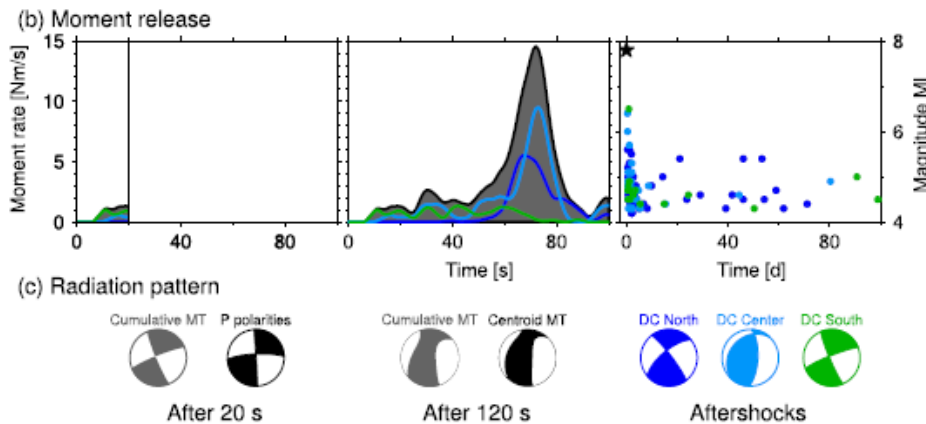 (b) Moment release
Moment rate [Nm/s]
15
10
5
0
0 40 80
0 40 80
Time [s]
0 40 80
Time [d]
8
6
4
Magnitude Ml
(c) Radiation pattern
Cumulative MT P polarities Cumulative MT Centroid MT DC North DC Center DC South
After 20 s After 120 s Aftershocks